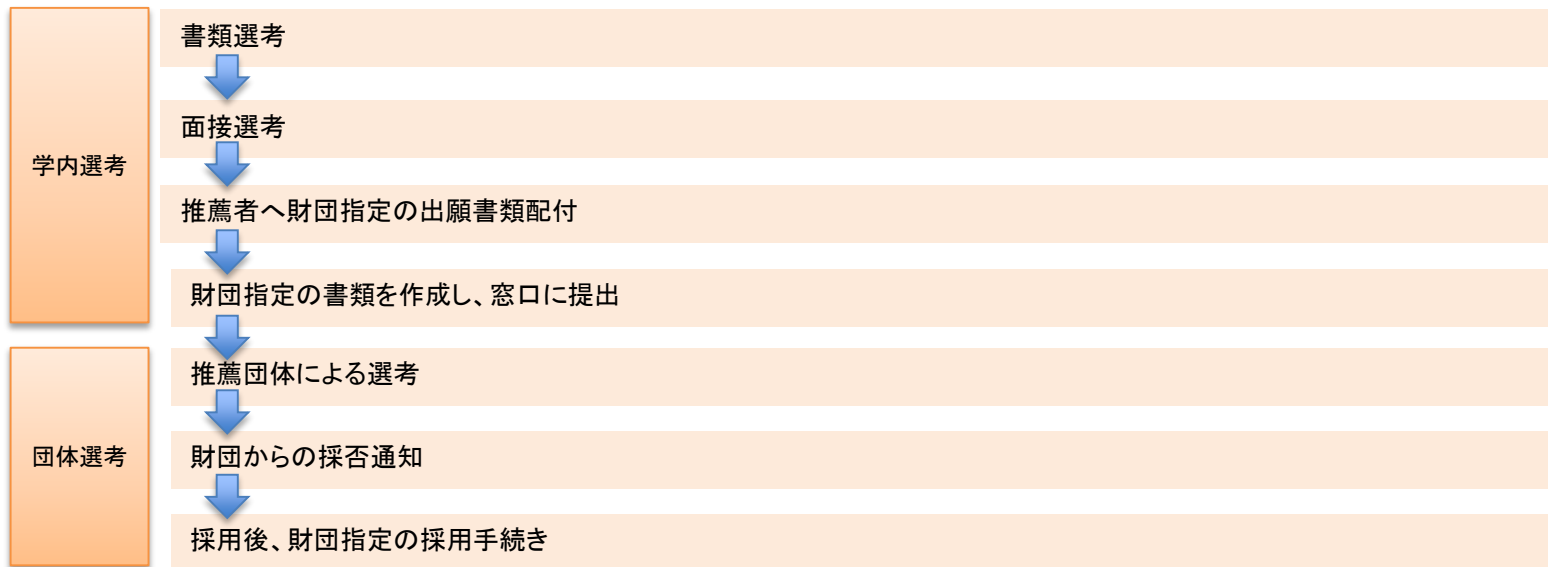 学内選考
書類選考
面接選考
推薦者へ財団指定の出願書類配付
財団指定の書類を作成し、窓口に提出
団体選考
推薦団体による選考
財団からの採否通知
採用後、財団指定の採用手続き